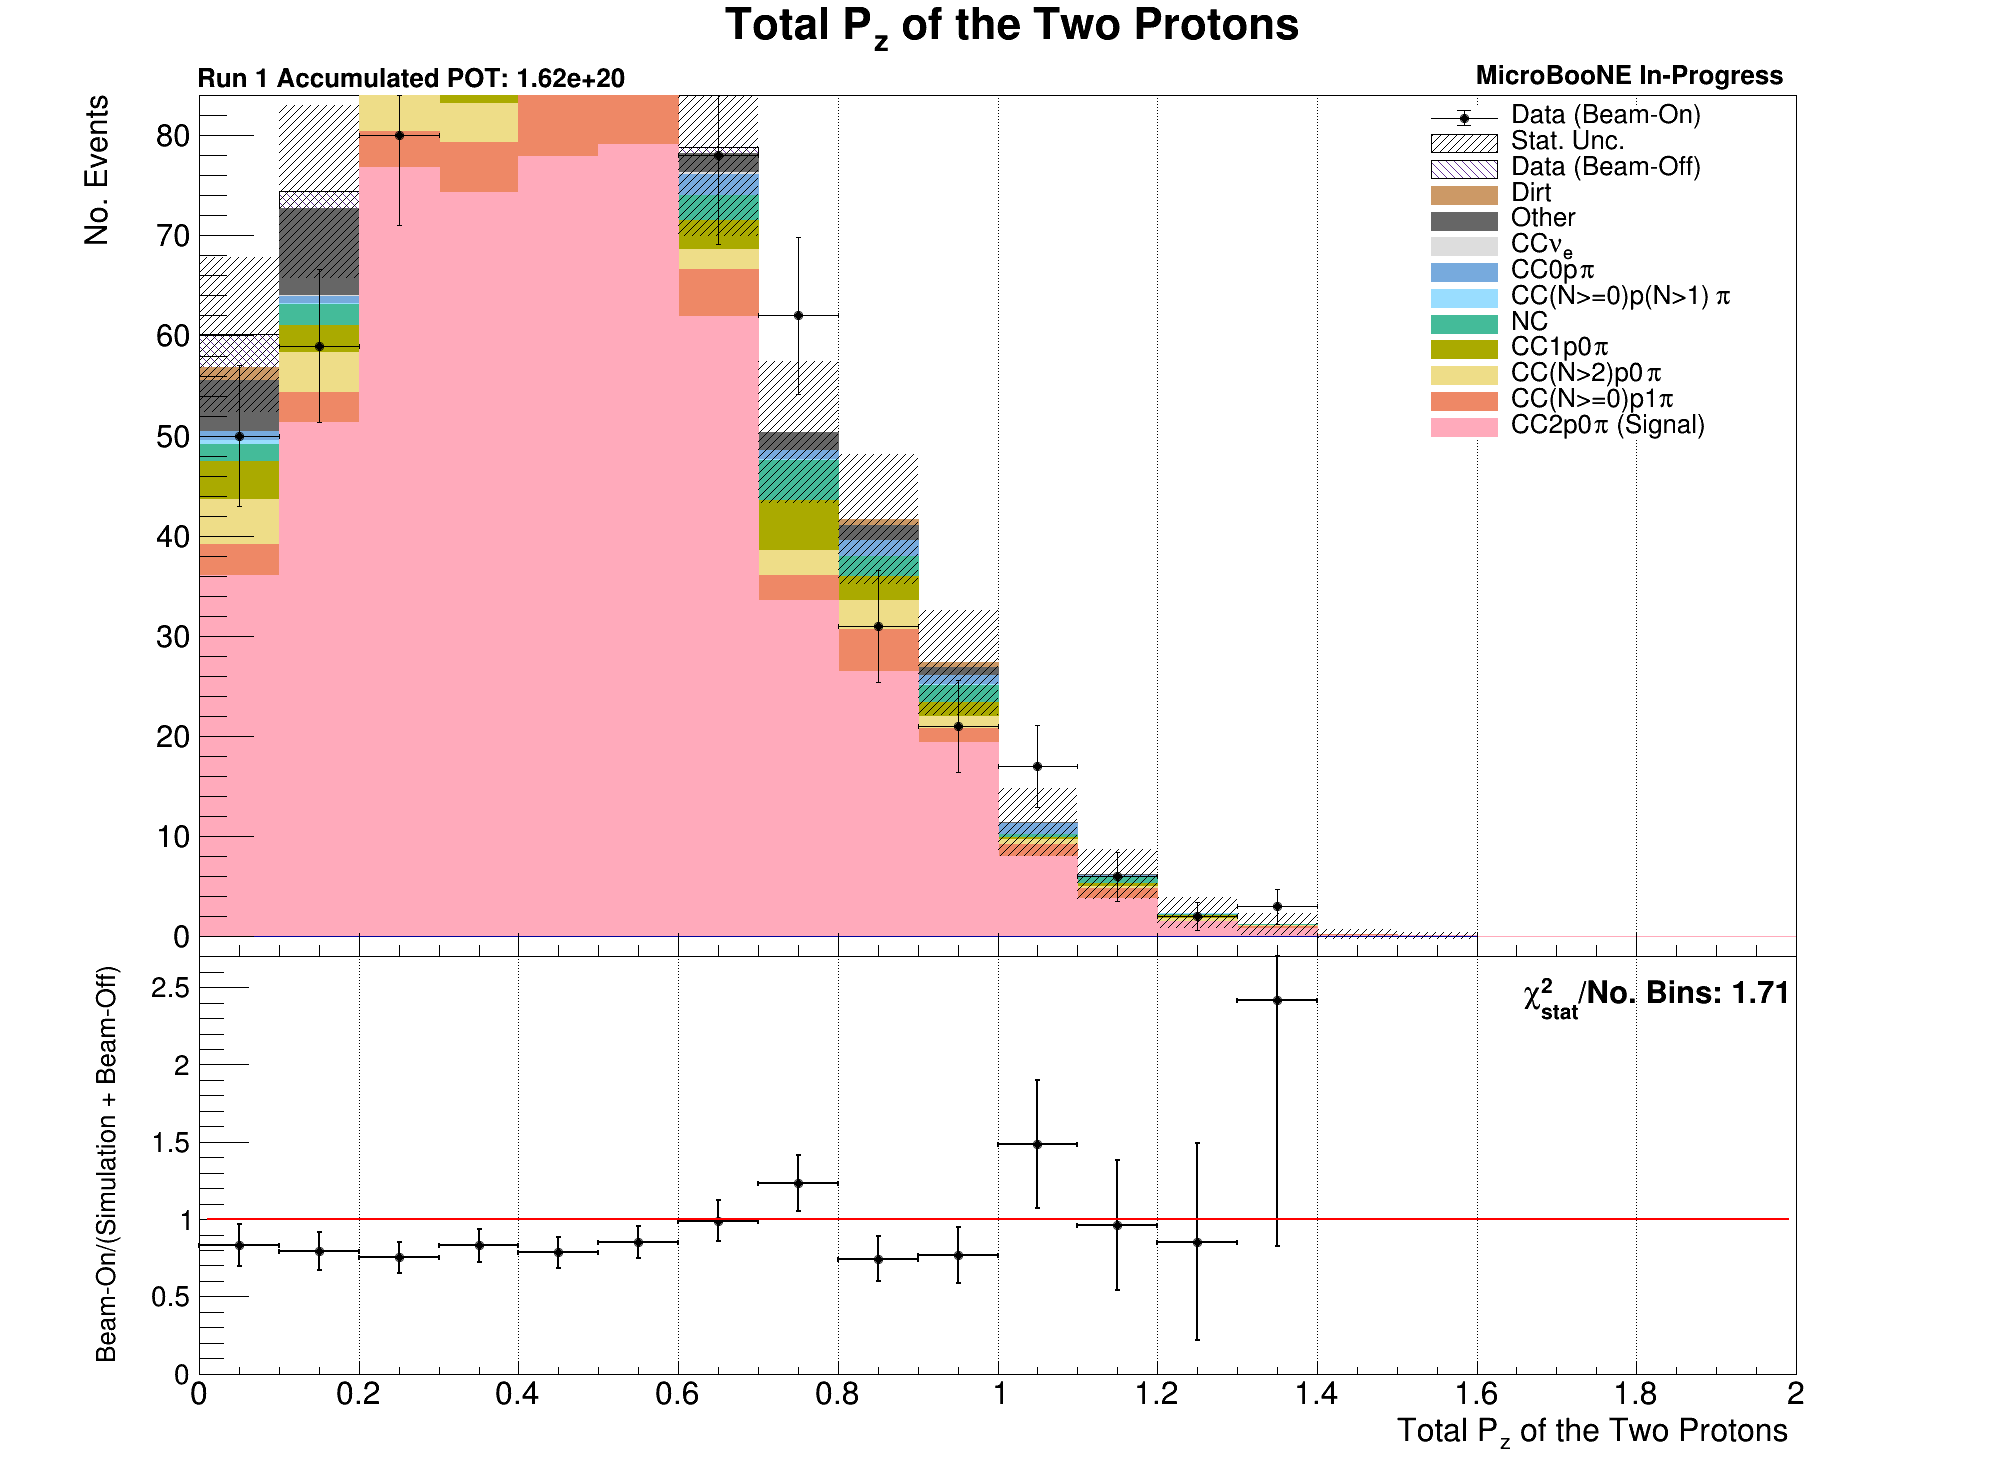 Total Pz of the Two Protons
Run 1 Accumulated POT: 1.62e+20
MicroBooNE In-Progress
No. Events
80
70
60
50
40
30
20
10
0
Data (Beam-On)
Stat. Unc.
Data (Beam-Off)
Dirt
Other
CCνe
CC0pπ
CC(N>=0)p(N>1) π
NC
CC1p0π
CC(N>2)p0π
CC(N>=0)p1π
CC2p0π (Signal)
Beam-On/(Simulation + Beam-Off)
2.5
2
1.5
1
0.5
0
χ²stat/No. Bins: 1.71
0 0.2 0.4 0.6 0.8 1 1.2 1.4 1.6 1.8 2
Total Pz of the Two Protons